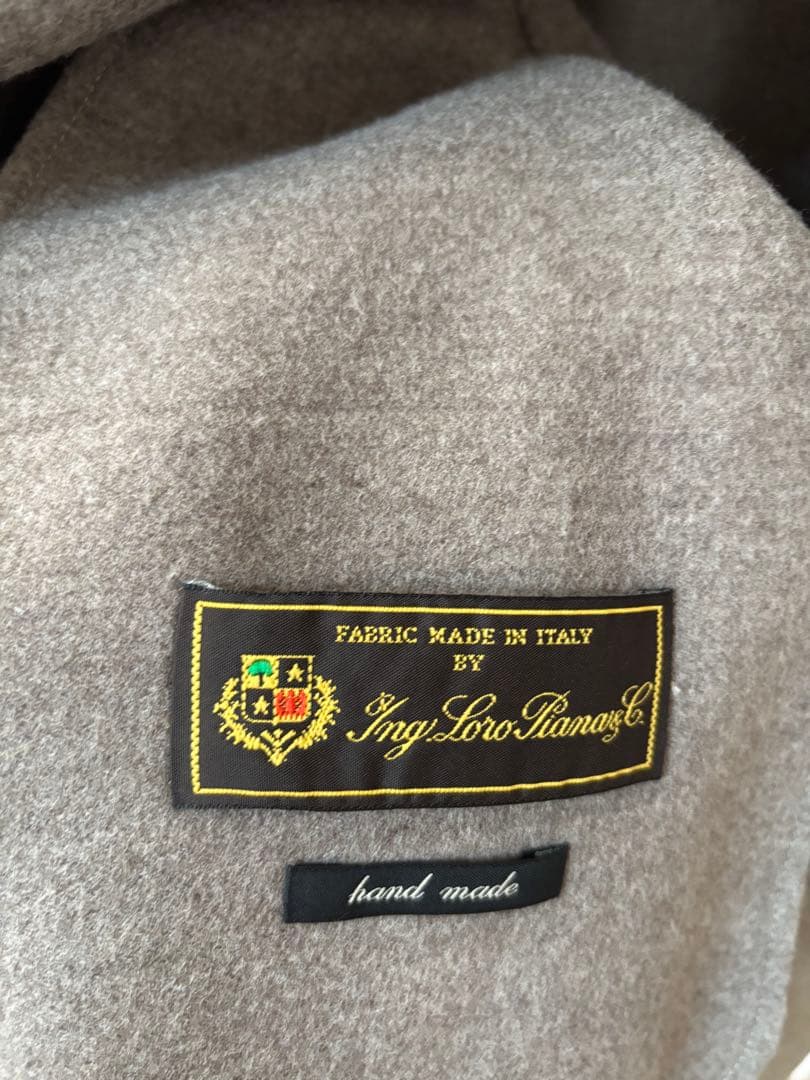 FABRIC MADE IN ITALY
BY
Ing. Loro Piana & C.
hand made